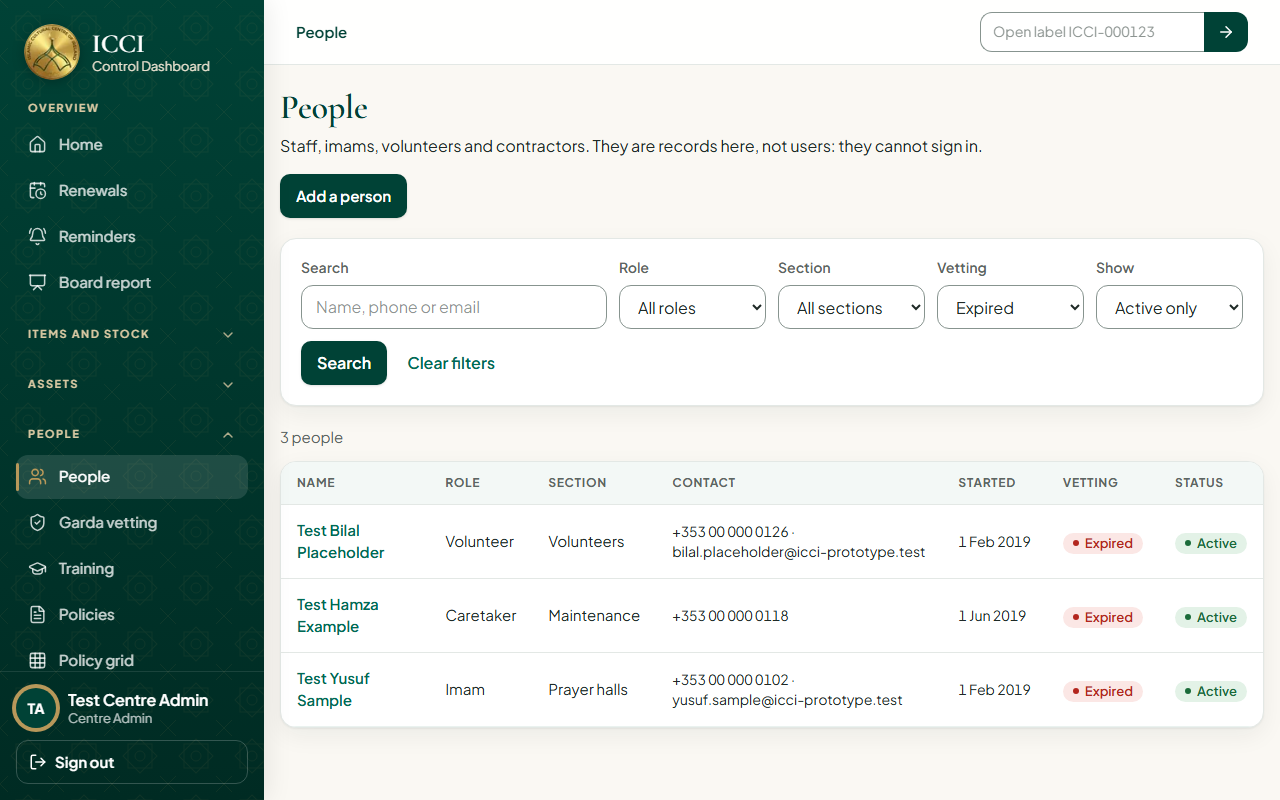 ICCI
Control Dashboard
OVERVIEW
Home
Renewals
Reminders
Board report
ITEMS AND STOCK
ASSETS
PEOPLE
People
Garda vetting
Training
Policies
Policy grid
TA
Test Centre Admin
Centre Admin
Sign out
People
Open label ICCI-000123
People
Staff, imams, volunteers and contractors. They are records here, not users: they cannot sign in.
Add a person
Search Role Section Vetting Show
Name, phone or email All roles All sections Expired Active only
Search Clear filters
3 people
NAME ROLE SECTION CONTACT STARTED VETTING STATUS
Test Bilal Placeholder Volunteer Volunteers +353 00 000 0126 · bilal.placeholder@icci-prototype.test 1 Feb 2019 Expired Active
Test Hamza Example Caretaker Maintenance +353 00 000 0118 1 Jun 2019 Expired Active
Test Yusuf Sample Imam Prayer halls +353 00 000 0102 · yusuf.sample@icci-prototype.test 1 Feb 2019 Expired Active